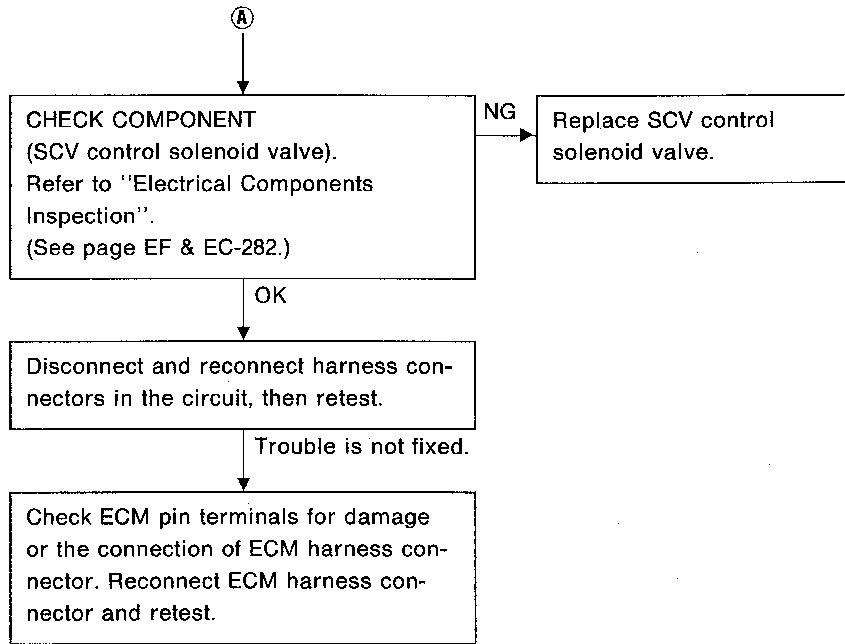 A
CHECK COMPONENT
(SCV control solenoid valve).
Refer to "Electrical Components
Inspection".
(See page EF & EC-282.)
NG
Replace SCV control
solenoid valve.
OK
Disconnect and reconnect harness con-
nectors in the circuit, then retest.
Trouble is not fixed.
Check ECM pin terminals for damage
or the connection of ECM harness con-
nector. Reconnect ECM harness con-
nector and retest.